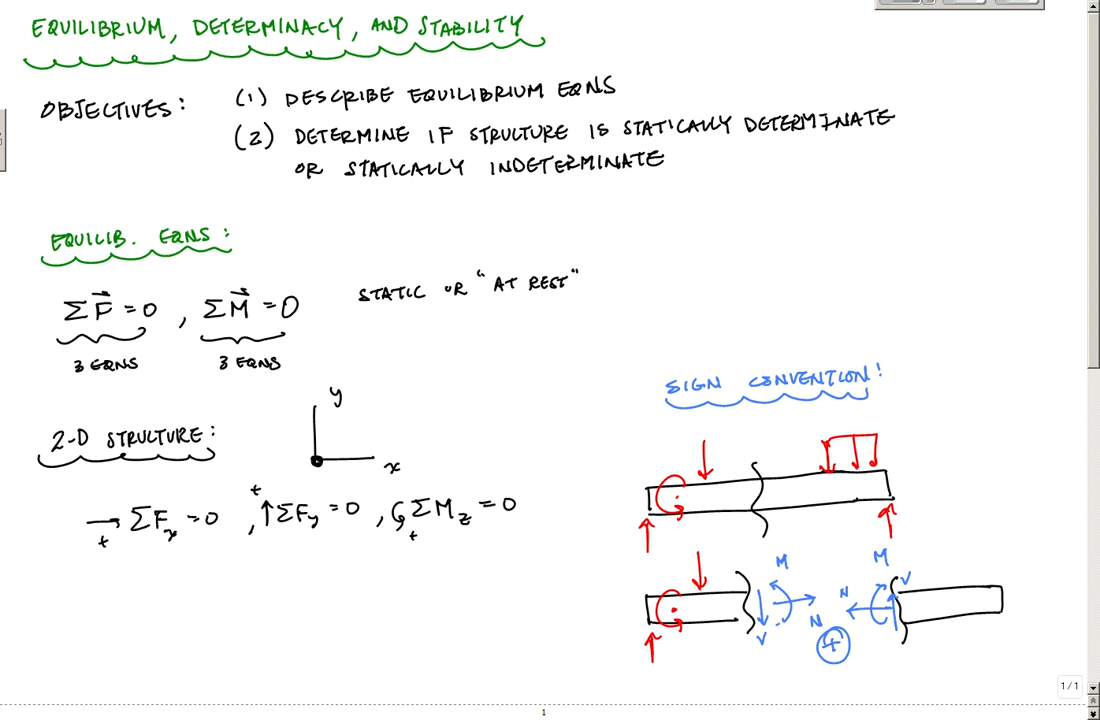 EQUILIBRIUM, DETERMINACY, AND STABILITY
OBJECTIVES: (1) DESCRIBE EQUILIBRIUM EQNS
(2) DETERMINE IF STRUCTURE IS STATICALLY DETERMINATE
OR STATICALLY INDETERMINATE
EQUILIB. EQNS:
ΣF⃗ = 0 , ΣM⃗ = 0 STATIC OR "AT REST"
3 EQNS 3 EQNS
SIGN CONVENTION!
y
2-D STRUCTURE:
x
→+ ΣFx = 0 , +↑ΣFy = 0 , ↺+ ΣMz = 0
M M
V
N
N
V
+
1/1
1